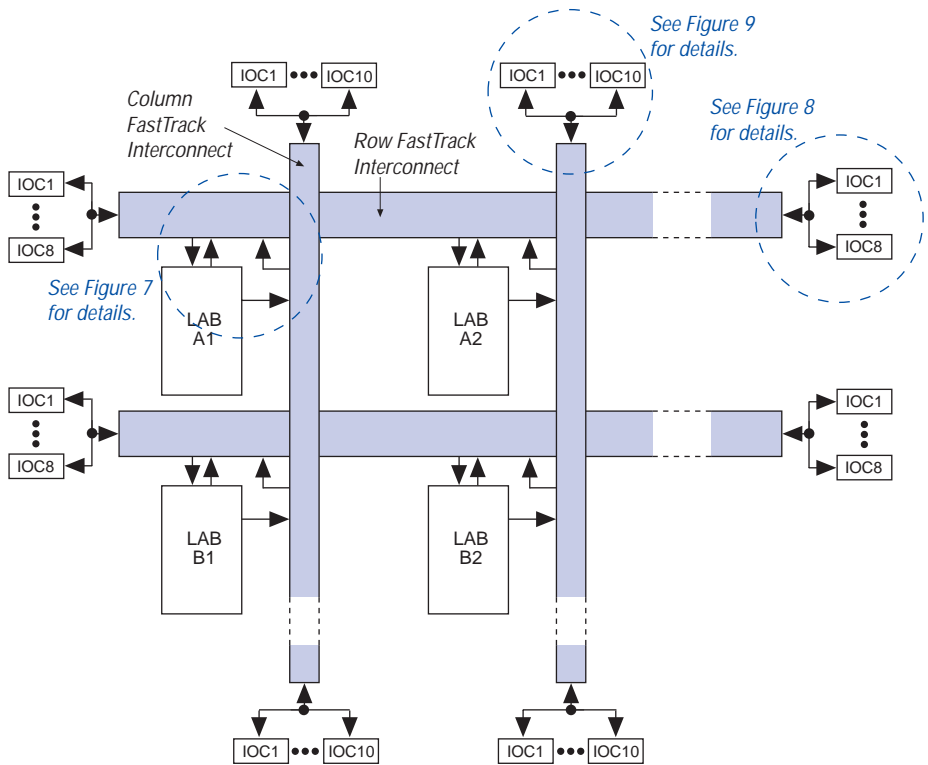 See Figure 9
for details.
IOC1 IOC10
IOC1 IOC10
Column
FastTrack
Interconnect
Row FastTrack
Interconnect
See Figure 8
for details.
IOC1
IOC8
IOC1
IOC8
See Figure 7
for details.
LAB
A1
LAB
A2
IOC1
IOC8
IOC1
IOC8
LAB
B1
LAB
B2
IOC1 IOC10
IOC1 IOC10